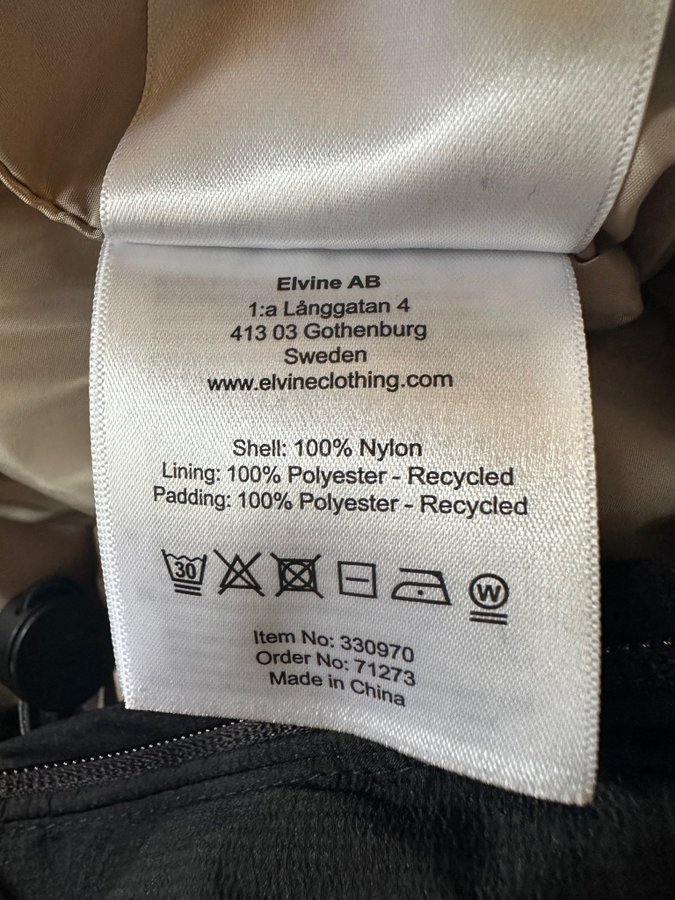 Elvine AB
1:a Långgatan 4
413 03 Gothenburg
Sweden
www.elvineclothing.com
Shell: 100% Nylon
Lining: 100% Polyester - Recycled
Padding: 100% Polyester - Recycled
30 W
Item No: 330970
Order No: 71273
Made in China